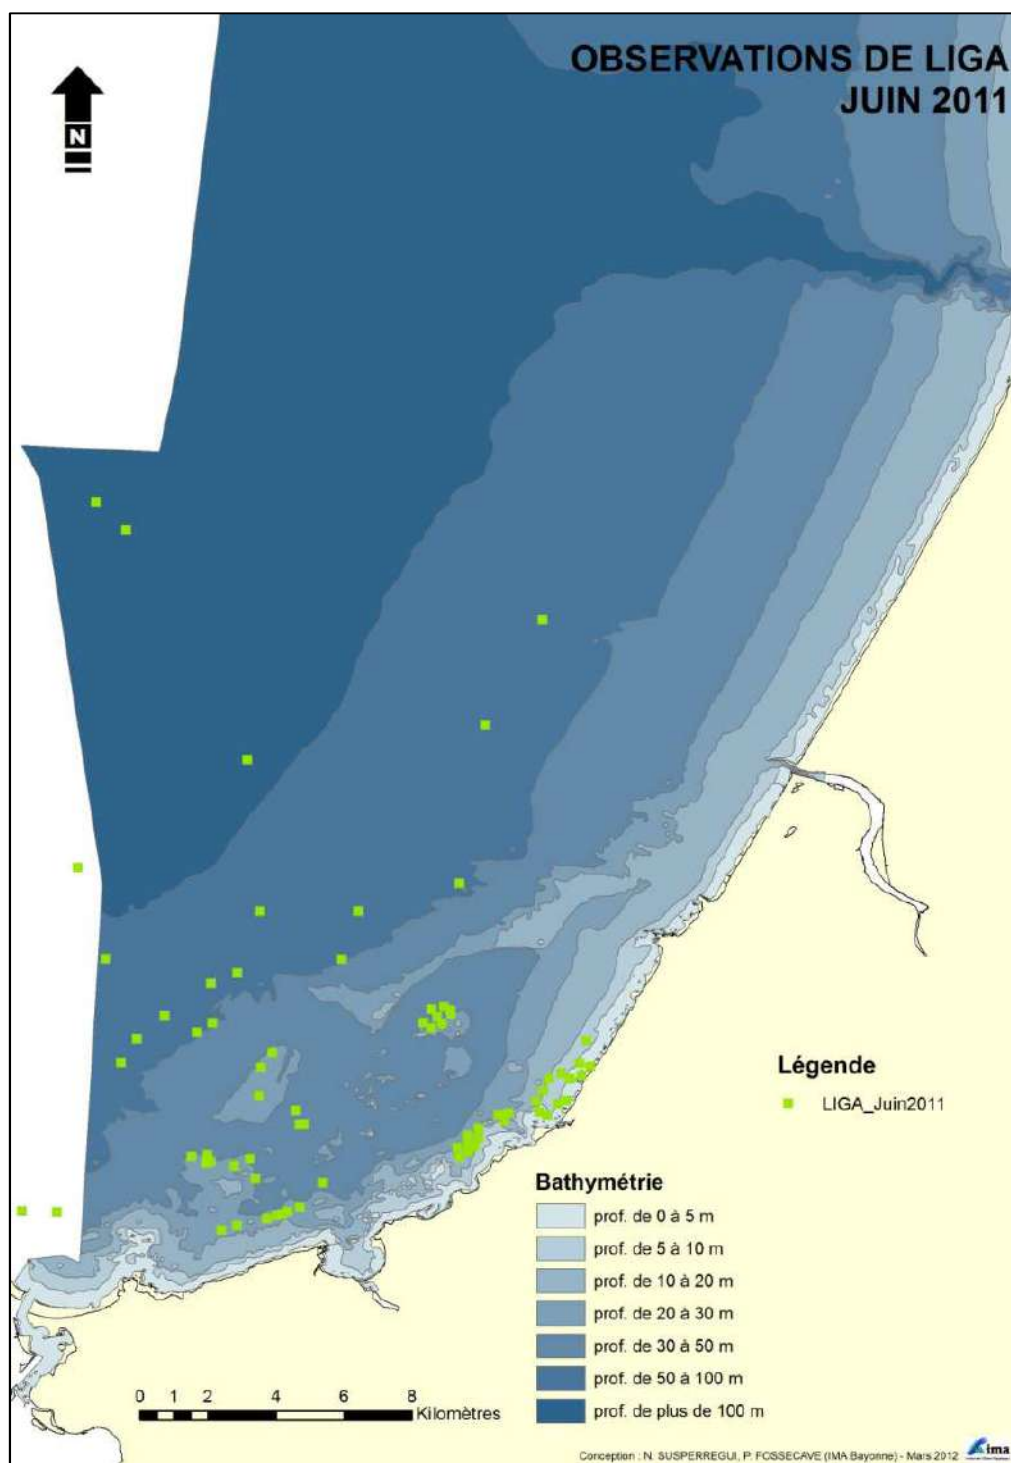 OBSERVATIONS DE LIGA
JUIN 2011
N
Légende
LIGA_Juin2011
Bathymétrie
prof. de 0 à 5 m
prof. de 5 à 10 m
prof. de 10 à 20 m
prof. de 20 à 30 m
prof. de 30 à 50 m
prof. de 50 à 100 m
prof. de plus de 100 m
0 1 2 4 6 8
Kilomètres
Conception : N. SUSPERREGUI, P. FOSSECAVE (IMA Bayonne) - Mars 2012
ima